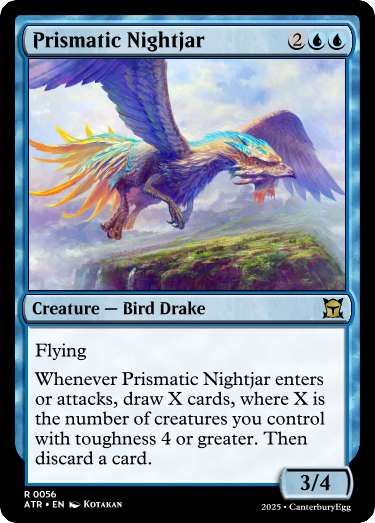 Prismatic Nightjar 2
Creature — Bird Drake
Flying
Whenever Prismatic Nightjar enters
or attacks, draw X cards, where X is
the number of creatures you control
with toughness 4 or greater. Then
discard a card.
3/4
R 0056
ATR • EN Kotakan
2025 • CanterburyEgg